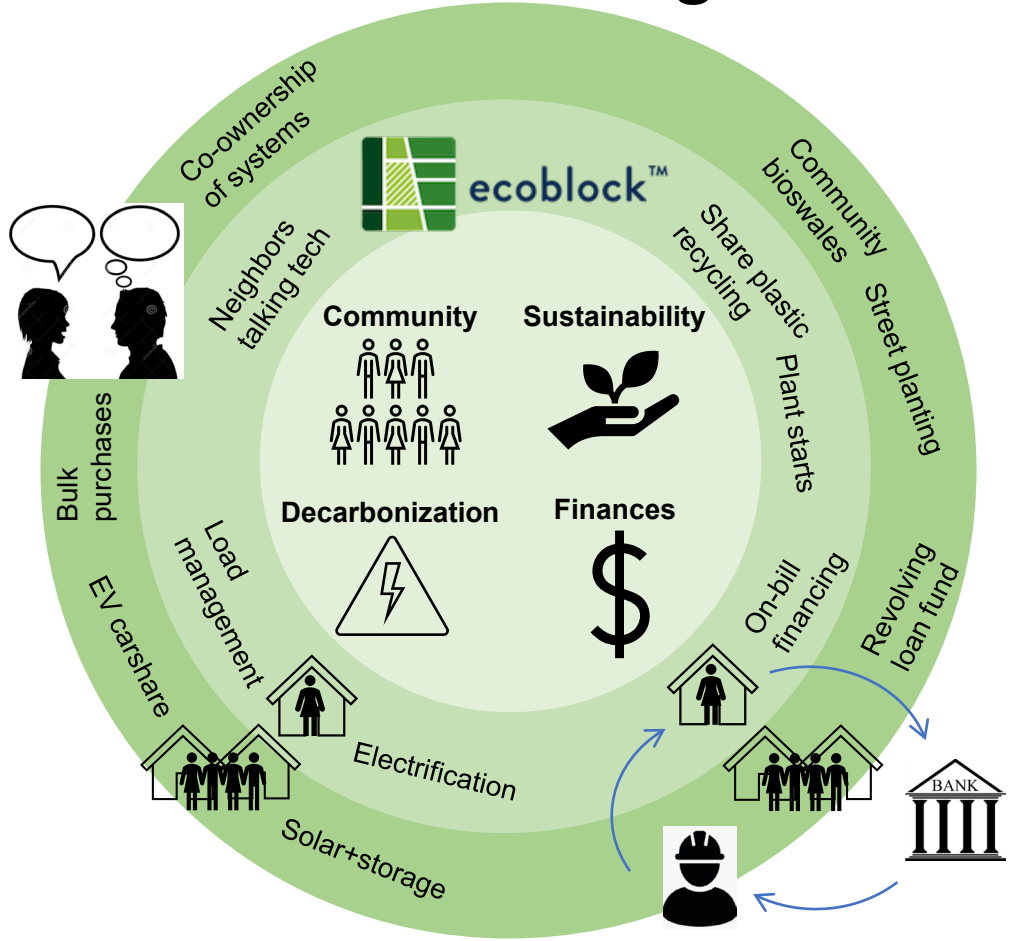 Co-ownership
of systems
ecoblock™
Community
bioswales
Neighbors
talking tech
Share plastic
recycling
Street planting
Community
Sustainability
Plant starts
Bulk
purchases
Decarbonization
Finances
Load
management
On-bill
financing
Revolving
loan fund
EV carshare
Electrification
BANK
Solar+storage